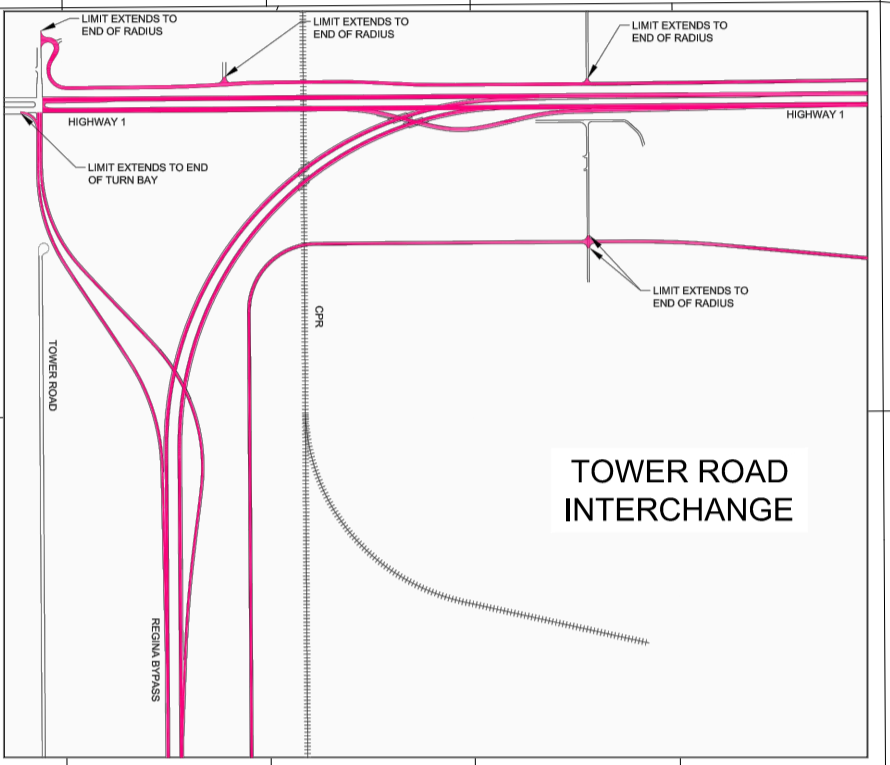 LIMIT EXTENDS TO
END OF RADIUS
LIMIT EXTENDS TO
END OF RADIUS
LIMIT EXTENDS TO
END OF RADIUS
HIGHWAY 1
HIGHWAY 1
LIMIT EXTENDS TO END
OF TURN BAY
LIMIT EXTENDS TO
END OF RADIUS
CPR
TOWER ROAD
TOWER ROAD
INTERCHANGE
REGINA BYPASS